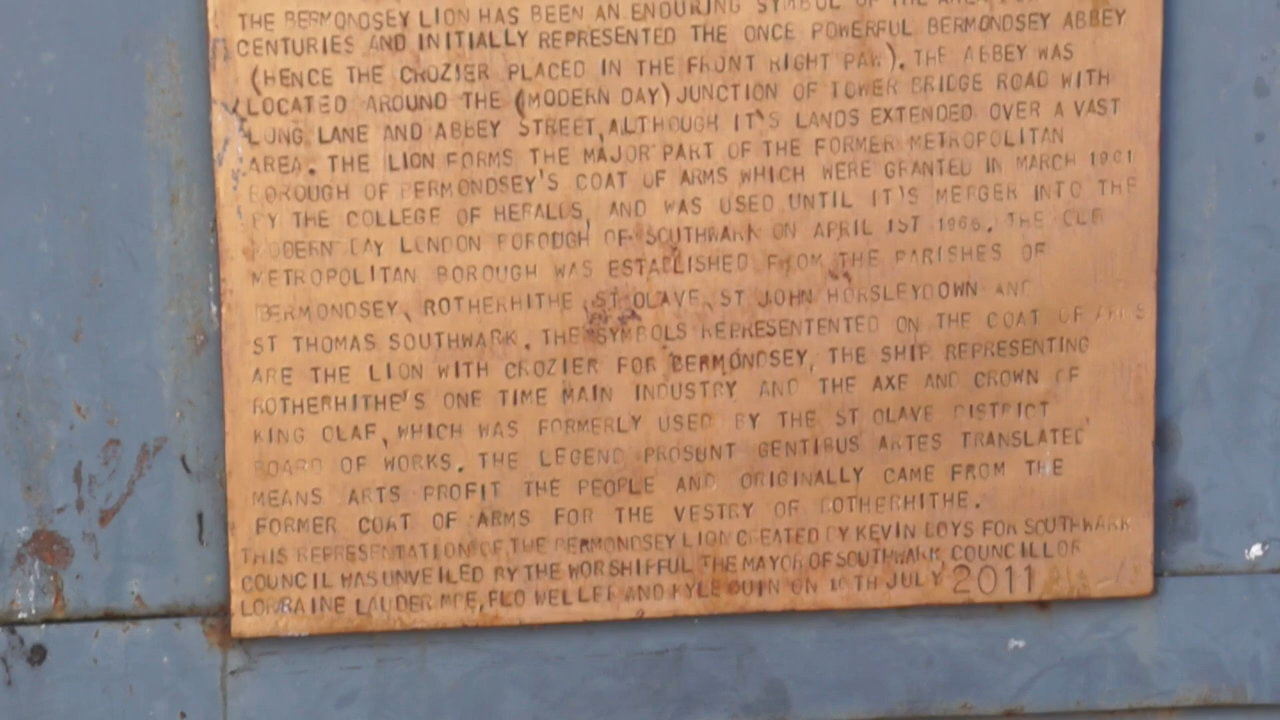 THE BERMONDSEY LION HAS BEEN AN ENDURING SYMBOL OF THE AREA FOR
CENTURIES AND INITIALLY REPRESENTED THE ONCE POWERFUL BERMONDSEY ABBEY
(HENCE THE CROZIER PLACED IN THE FRONT RIGHT PAW). THE ABBEY WAS
LOCATED AROUND THE (MODERN DAY) JUNCTION OF TOWER BRIDGE ROAD WITH
LONG LANE AND ABBEY STREET, ALTHOUGH IT'S LANDS EXTENDED OVER A VAST
AREA. THE LION FORMS THE MAJOR PART OF THE FORMER METROPOLITAN
BOROUGH OF BERMONDSEY'S COAT OF ARMS WHICH WERE GRANTED IN MARCH 1901
BY THE COLLEGE OF HERALDS, AND WAS USED UNTIL IT'S MERGER INTO THE
MODERN DAY LONDON BOROUGH OF SOUTHWARK ON APRIL 1ST 1965. THE OLD
METROPOLITAN BOROUGH WAS ESTABLISHED FROM THE PARISHES OF
BERMONDSEY, ROTHERHITHE, ST OLAVE, ST JOHN HORSLEYDOWN AND
ST THOMAS SOUTHWARK. THE SYMBOLS REPRESENTENTED ON THE COAT OF ARMS
ARE THE LION WITH CROZIER FOR BERMONDSEY, THE SHIP REPRESENTING
ROTHERHITHE'S ONE TIME MAIN INDUSTRY AND THE AXE AND CROWN OF
KING OLAF, WHICH WAS FORMERLY USED BY THE ST OLAVE DISTRICT
BOARD OF WORKS. THE LEGEND PROSUNT GENTIBUS ARTES TRANSLATED
MEANS ARTS PROFIT THE PEOPLE AND ORIGINALLY CAME FROM THE
FORMER COAT OF ARMS FOR THE VESTRY OF ROTHERHITHE.
THIS REPRESENTATION OF THE BERMONDSEY LION CREATED BY KEVIN BOYS FOR SOUTHWARK
COUNCIL WAS UNVEILED BY THE WORSHIPFUL THE MAYOR OF SOUTHWARK, COUNCILLOR
LORRAINE LAUDER MBE, FLO WELLER AND KYLE ON TH JULY 2011